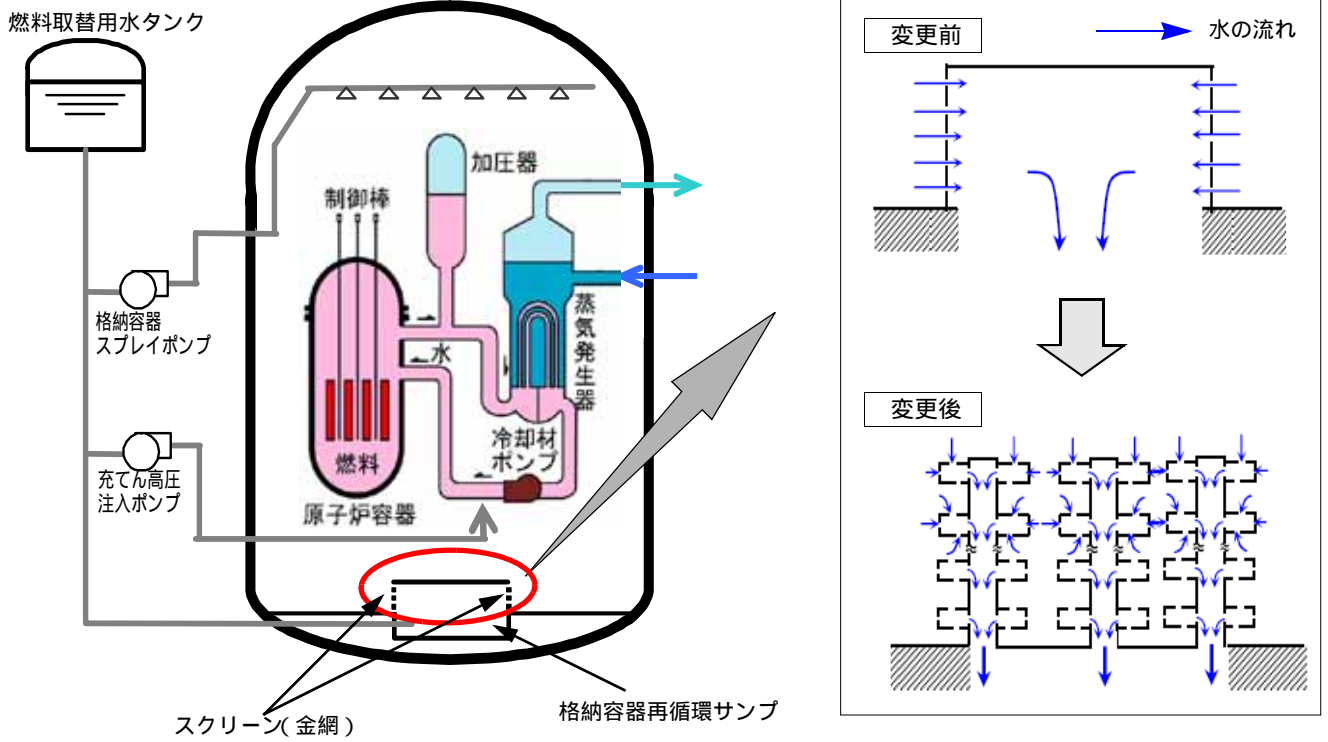 燃料取替用水タンク
加圧器
制御棒
蒸気発生器
水
格納容器
スプレイポンプ
冷却材
ポンプ
燃料
充てん高圧
注入ポンプ
原子炉容器
スクリーン(金網)
格納容器再循環サンプ
変更前
水の流れ
変更後